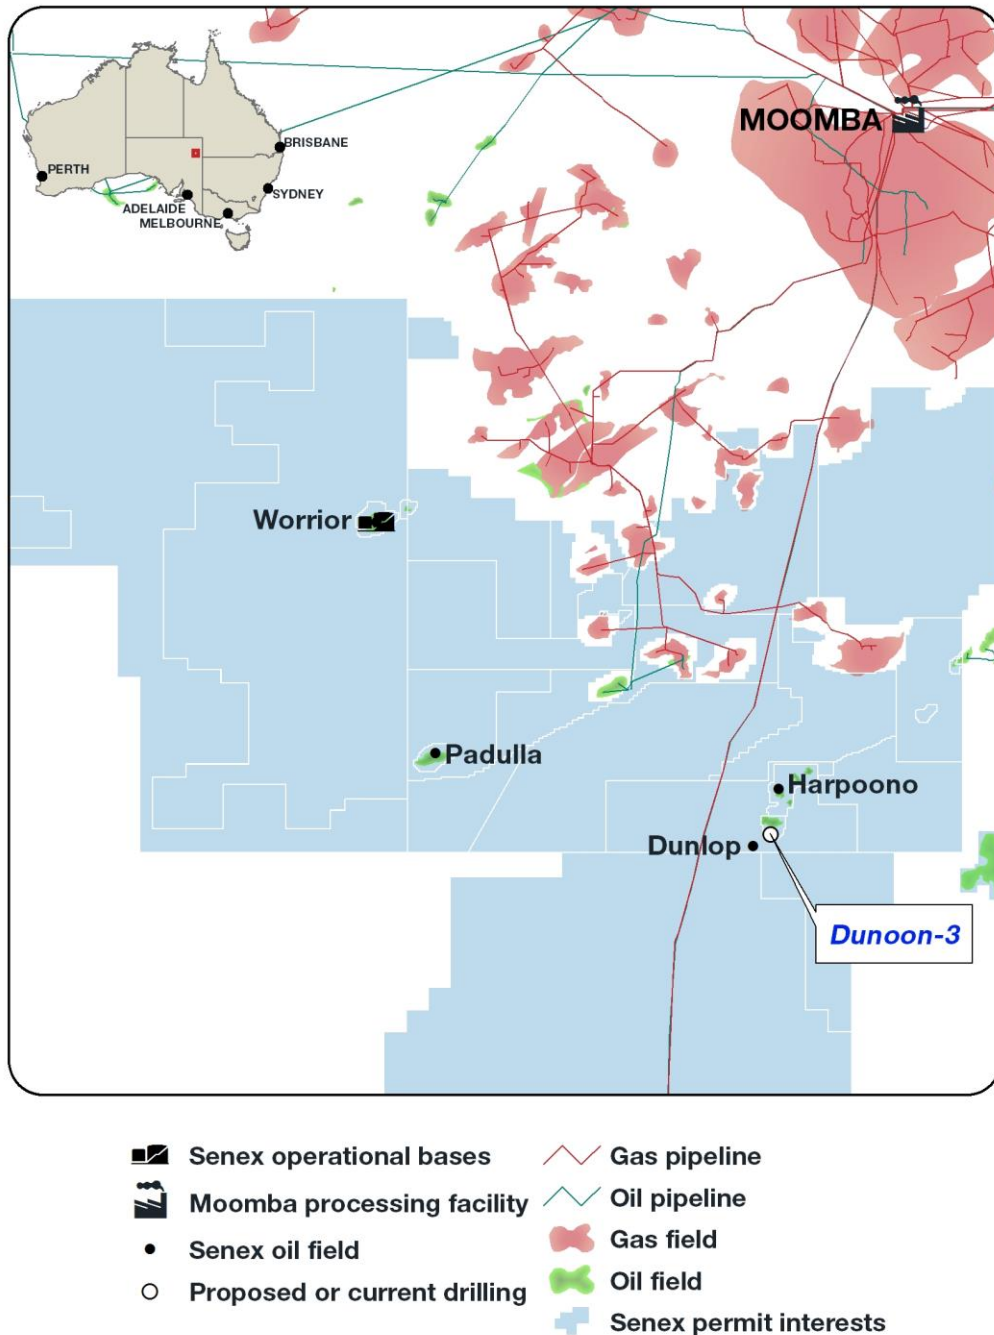 MOOMBA
BRISBANE
PERTH
SYDNEY
ADELAIDE
MELBOURNE
Worrior
Padulla
Harpoono
Dunlop
Dunoon-3
Senex operational bases
Moomba processing facility
Senex oil field
Proposed or current drilling
Gas pipeline
Oil pipeline
Gas field
Oil field
Senex permit interests